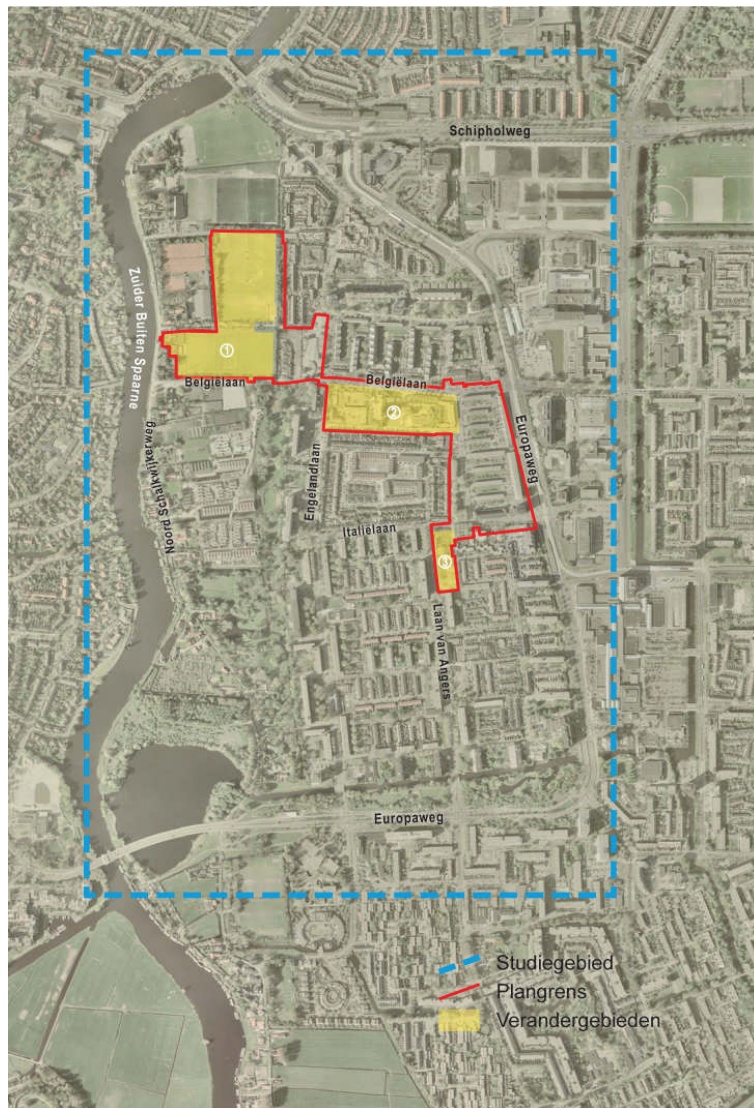 Schipholweg
Zuider Buiten Spaarne
①
Belgiëlaan
Belgiëlaan
②
Europaweg
Noord Schalkwijkerweg
Engelandlaan
Italiëlaan
③
Laan van Angers
Europaweg
Studiegebied
Plangrens
Verandergebieden